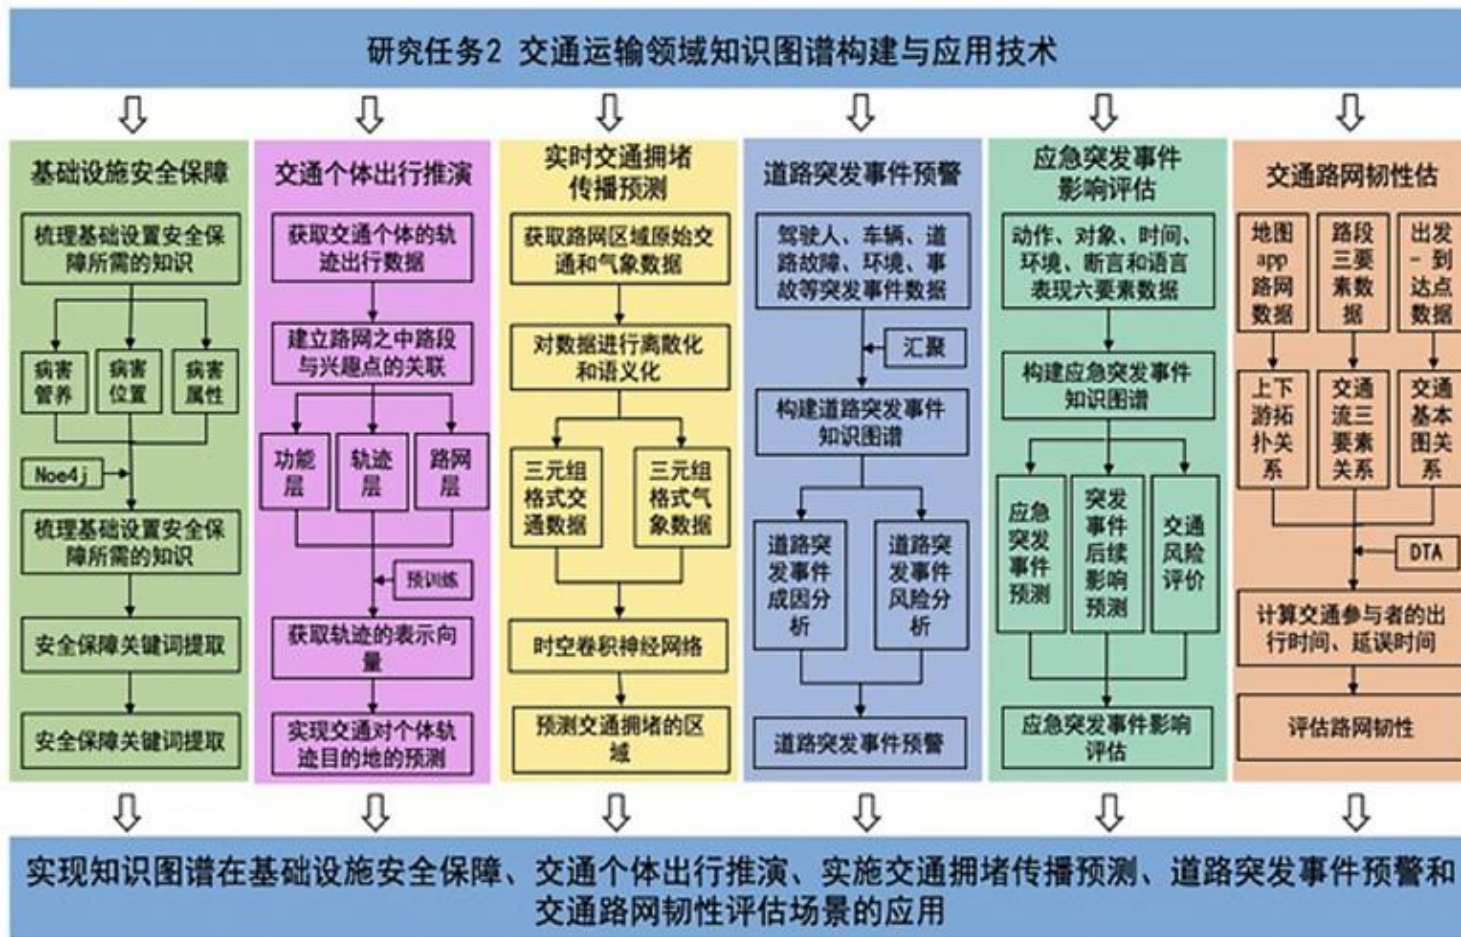 研究任务2 交通运输领域知识图谱构建与应用技术
基础设施安全保障
梳理基础设置安全保
障所需的知识
病害
管养
病害
位置
病害
属性
Noe4j
梳理基础设置安全保
障所需的知识
安全保障关键词提取
安全保障关键词提取
交通个体出行推演
获取交通个体的轨
迹出行数据
建立路网之中路段
与兴趣点的关联
功能
层
轨迹
层
路网
层
预训练
获取轨迹的表示向
量
实现交通对个体轨
迹目的地的预测
实时交通拥堵
传播预测
获取路网区域原始交
通和气象数据
对数据进行离散化
和语义化
三元组
格式交
通数据
三元组
格式气
象数据
时空卷积神经网络
预测交通拥堵的区
域
道路突发事件预警
驾驶人、车辆、道
路故障、环境、事
故等突发事件数据
汇聚
构建道路突发事件
知识图谱
道路突
发事件
成因分
析
道路突
发事件
风险分
析
道路突发事件预警
应急突发事件
影响评估
动作、对象、时间、
环境、断言和语言
表现六要素数据
构建应急突发事件
知识图谱
应急
突发
事件
预测
突发
事件
后续
影响
预测
交通
风险
评价
应急突发事件影响
评估
交通路网韧性估
地图
app
路网
数据
路段
三要
素数
据
出发
-到
达点
数据
上下
游拓
扑关
系
交通
流三
要素
关系
交通
基本
图关
系
DTA
计算交通参与者的出
行时间、延误时间
评估路网韧性
实现知识图谱在基础设施安全保障、交通个体出行推演、实施交通拥堵传播预测、道路突发事件预警和
交通路网韧性评估场景的应用